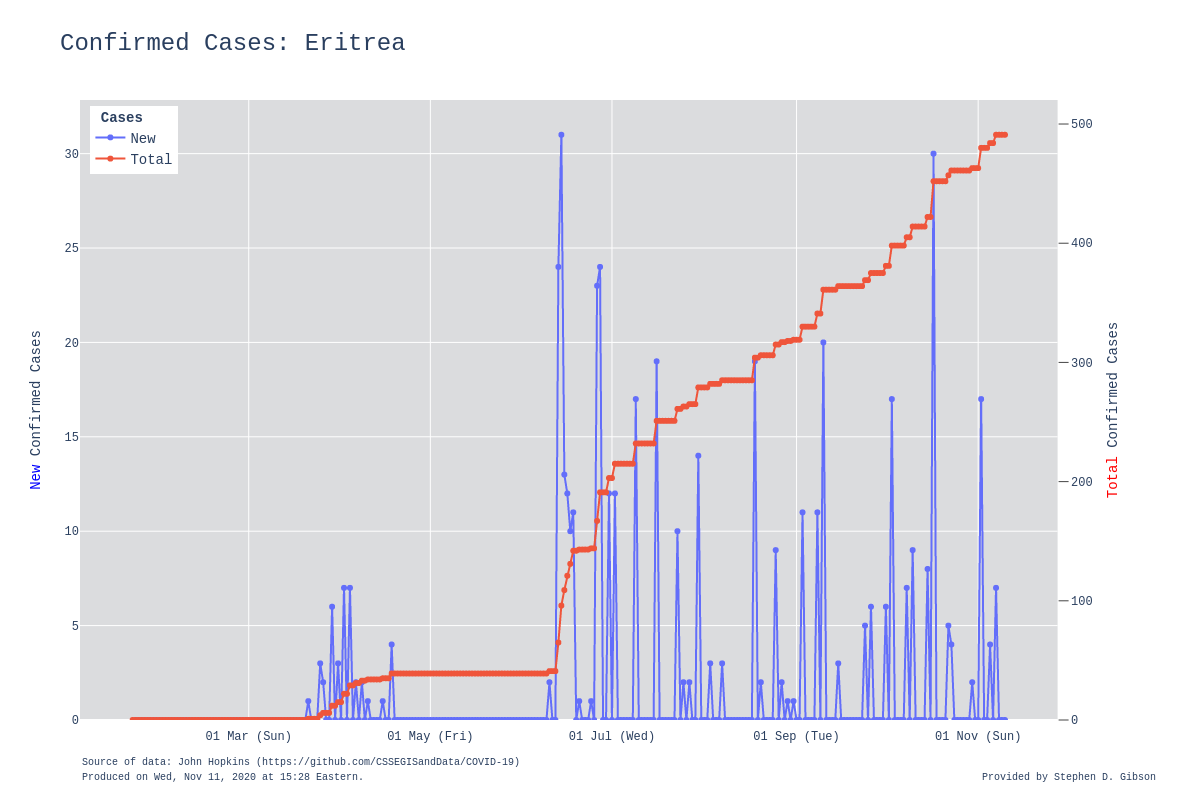 Confirmed Cases: Eritrea
Cases
New
Total
30
25
20
15
10
5
0
500
400
300
200
100
0
New Confirmed Cases
Total Confirmed Cases
01 Mar (Sun)
01 May (Fri)
01 Jul (Wed)
01 Sep (Tue)
01 Nov (Sun)
Source of data: John Hopkins (https://github.com/CSSEGISandData/COVID-19)
Produced on Wed, Nov 11, 2020 at 15:28 Eastern.
Provided by Stephen D. Gibson